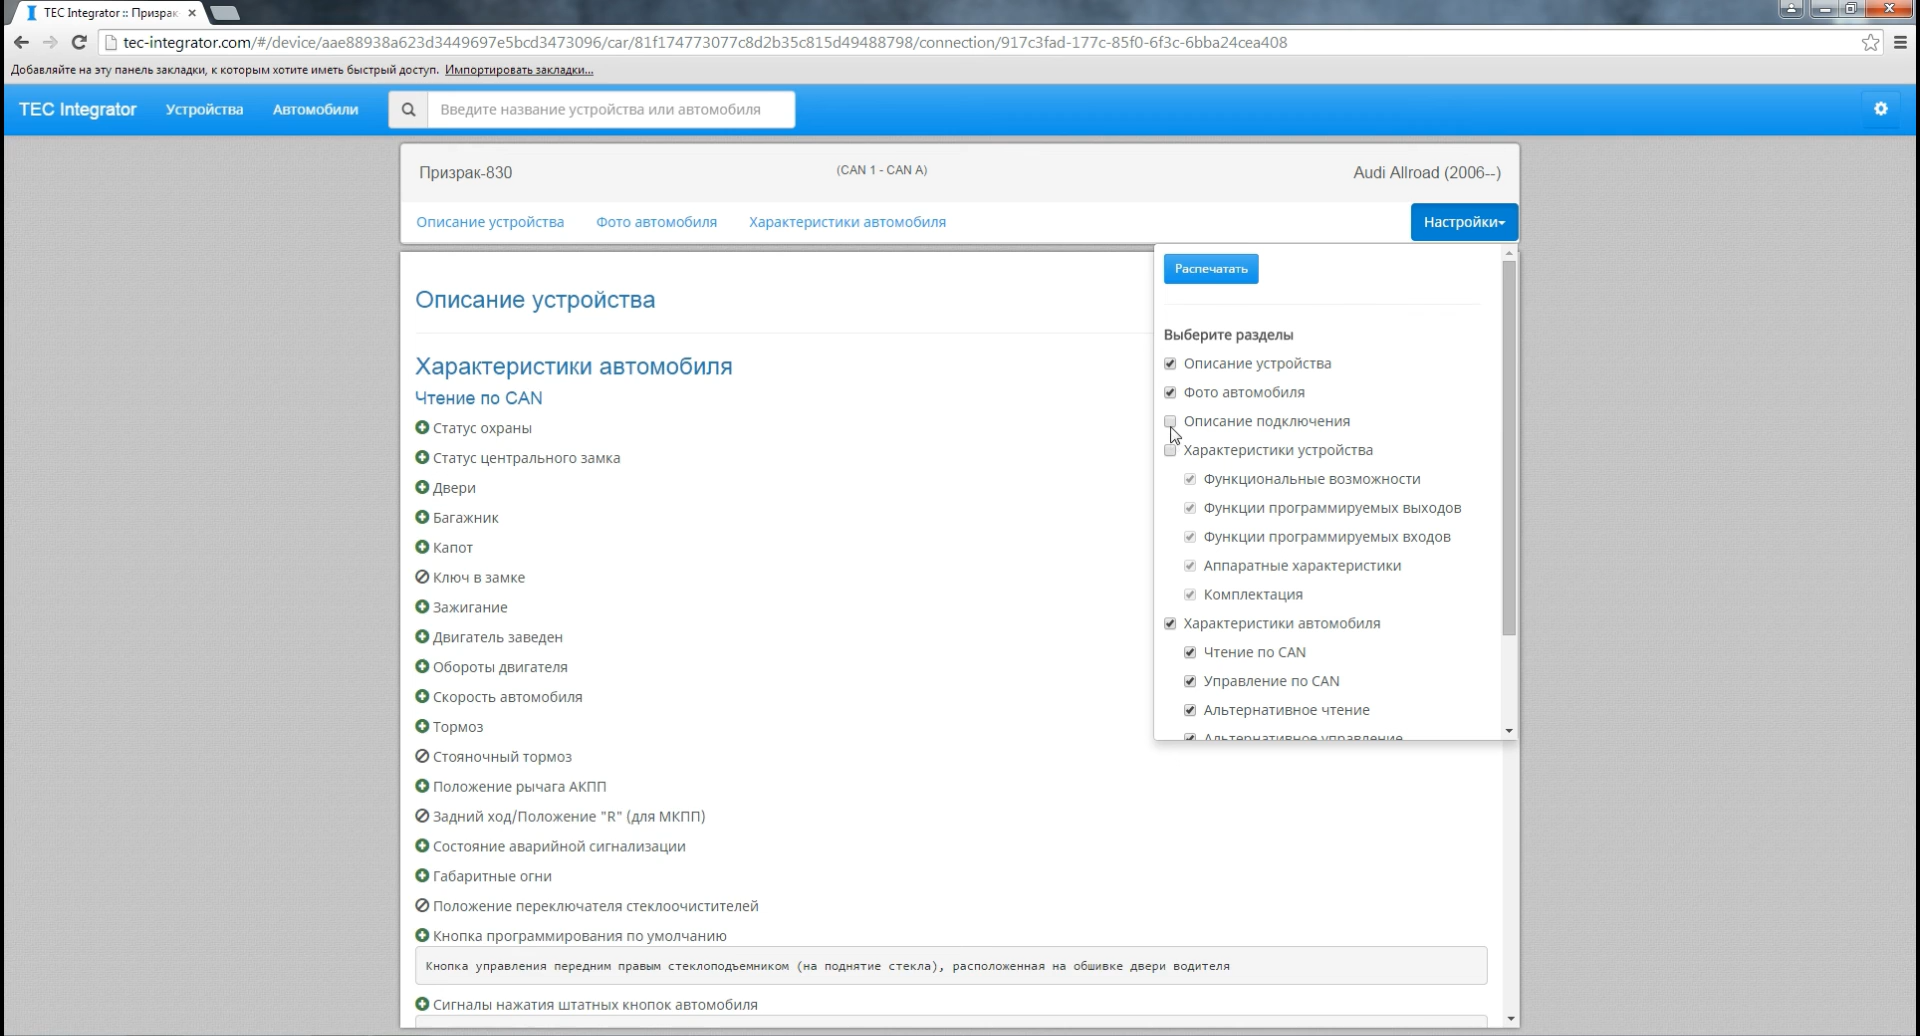 TEC Integrator :: Призрак
tec-integrator.com/#/device/aae88938a623d3449697e5bcd3473096/car/81f174773077c8d2b35c815d49488798/connection/917c3fad-177c-85f0-6f3c-6bba24cea408
Добавляйте на эту панель закладки, к которым хотите иметь быстрый доступ. Импортировать закладки...
TEC Integrator Устройства Автомобили Введите название устройства или автомобиля
Призрак-830 (CAN 1 - CAN A) Audi Allroad (2006--)
Описание устройства Фото автомобиля Характеристики автомобиля Настройки
Распечатать
Выберите разделы
Описание устройства
Фото автомобиля
Описание подключения
Характеристики устройства
Функциональные возможности
Функции программируемых выходов
Функции программируемых входов
Аппаратные характеристики
Комплектация
Характеристики автомобиля
Чтение по CAN
Управление по CAN
Альтернативное чтение
Альтернативное управление
Описание устройства
Характеристики автомобиля
Чтение по CAN
Статус охраны
Статус центрального замка
Двери
Багажник
Капот
Ключ в замке
Зажигание
Двигатель заведен
Обороты двигателя
Скорость автомобиля
Тормоз
Стояночный тормоз
Положение рычага АКПП
Задний ход/Положение "R" (для МКПП)
Состояние аварийной сигнализации
Габаритные огни
Положение переключателя стеклоочистителей
Кнопка программирования по умолчанию
Кнопка управления передним правым стеклоподъемником (на поднятие стекла), расположенная на обшивке двери водителя
Сигналы нажатия штатных кнопок автомобиля